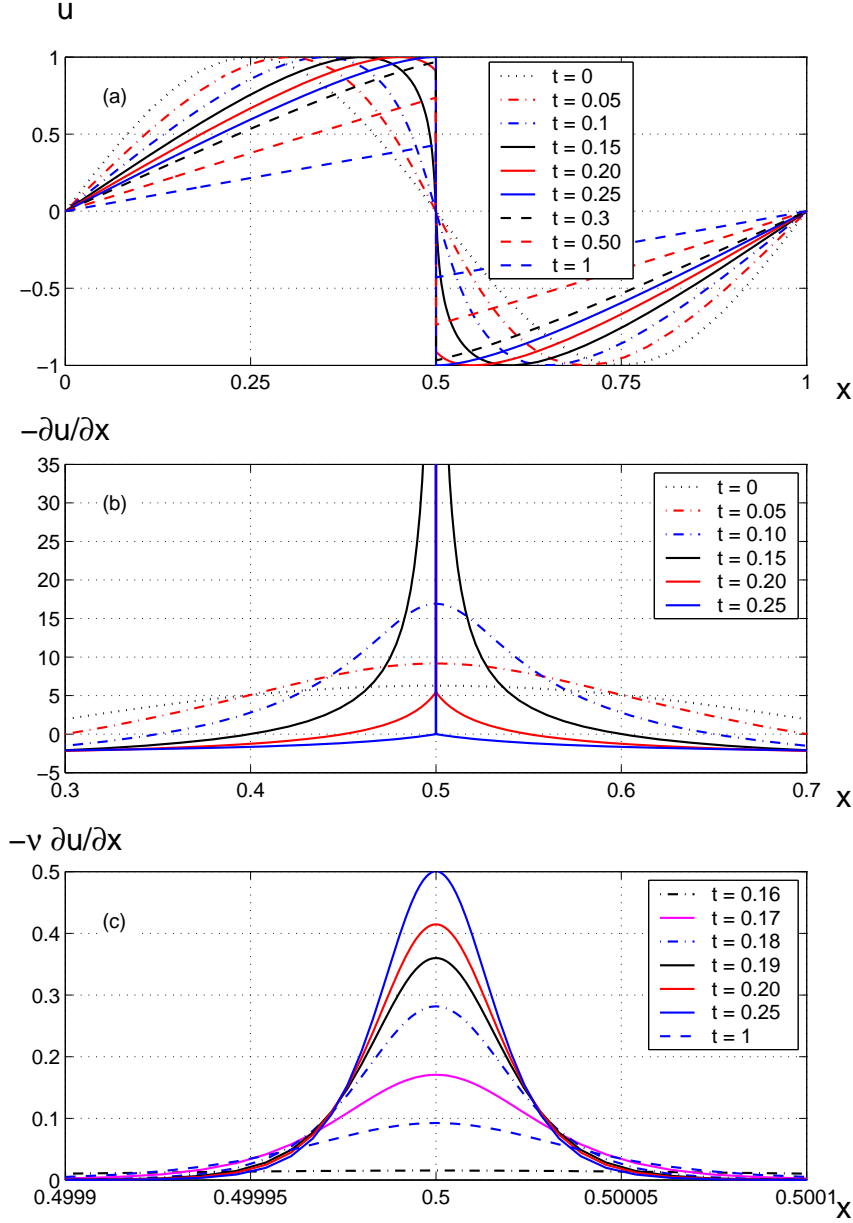 u
1
0.5
0
−0.5
−1
(a)
t = 0
t = 0.05
t = 0.1
t = 0.15
t = 0.20
t = 0.25
t = 0.3
t = 0.50
t = 1
0 0.25 0.5 0.75 1
x
−∂u/∂x
35
30
25
20
15
10
5
0
−5
(b)
t = 0
t = 0.05
t = 0.10
t = 0.15
t = 0.20
t = 0.25
0.3 0.4 0.5 0.6 0.7
x
−ν ∂u/∂x
0.5
0.4
0.3
0.2
0.1
0
(c)
t = 0.16
t = 0.17
t = 0.18
t = 0.19
t = 0.20
t = 0.25
t = 1
0.4999 0.49995 0.5 0.50005 0.5001
x